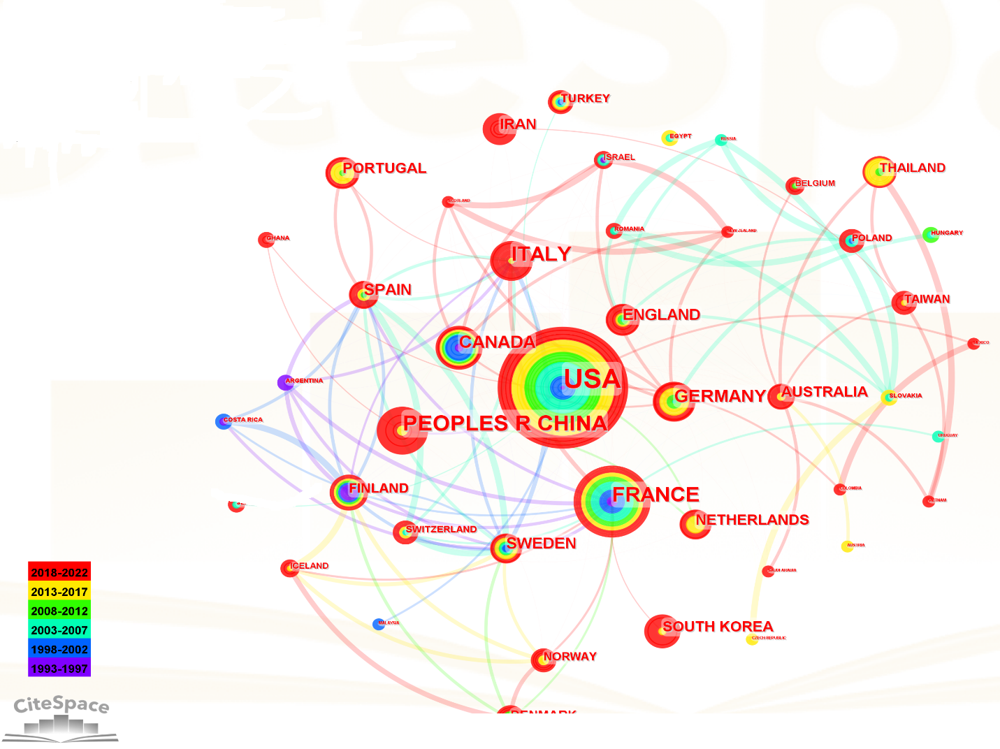 TURKEY
IRAN
EGYPT
RUSSIA
ISRAEL
PORTUGAL
THAILAND
BELGIUM
SCOTLAND
ROMANIA
NEW ZEALAND
HUNGARY
GHANA
POLAND
ITALY
SPAIN
TAIWAN
ENGLAND
CANADA
MEXICO
USA
ARGENTINA
GERMANY
AUSTRALIA
SLOVAKIA
COSTA RICA
PEOPLES R CHINA
URUGUAY
FINLAND
COLOMBIA
FRANCE
VIETNAM
NETHERLANDS
SWITZERLAND
SWEDEN
AUSTRIA
ICELAND
SAUDI ARABIA
MALAYSIA
SOUTH KOREA
CZECH REPUBLIC
NORWAY
DENMARK
2018-2022
2013-2017
2008-2012
2003-2007
1998-2002
1993-1997
CiteSpace